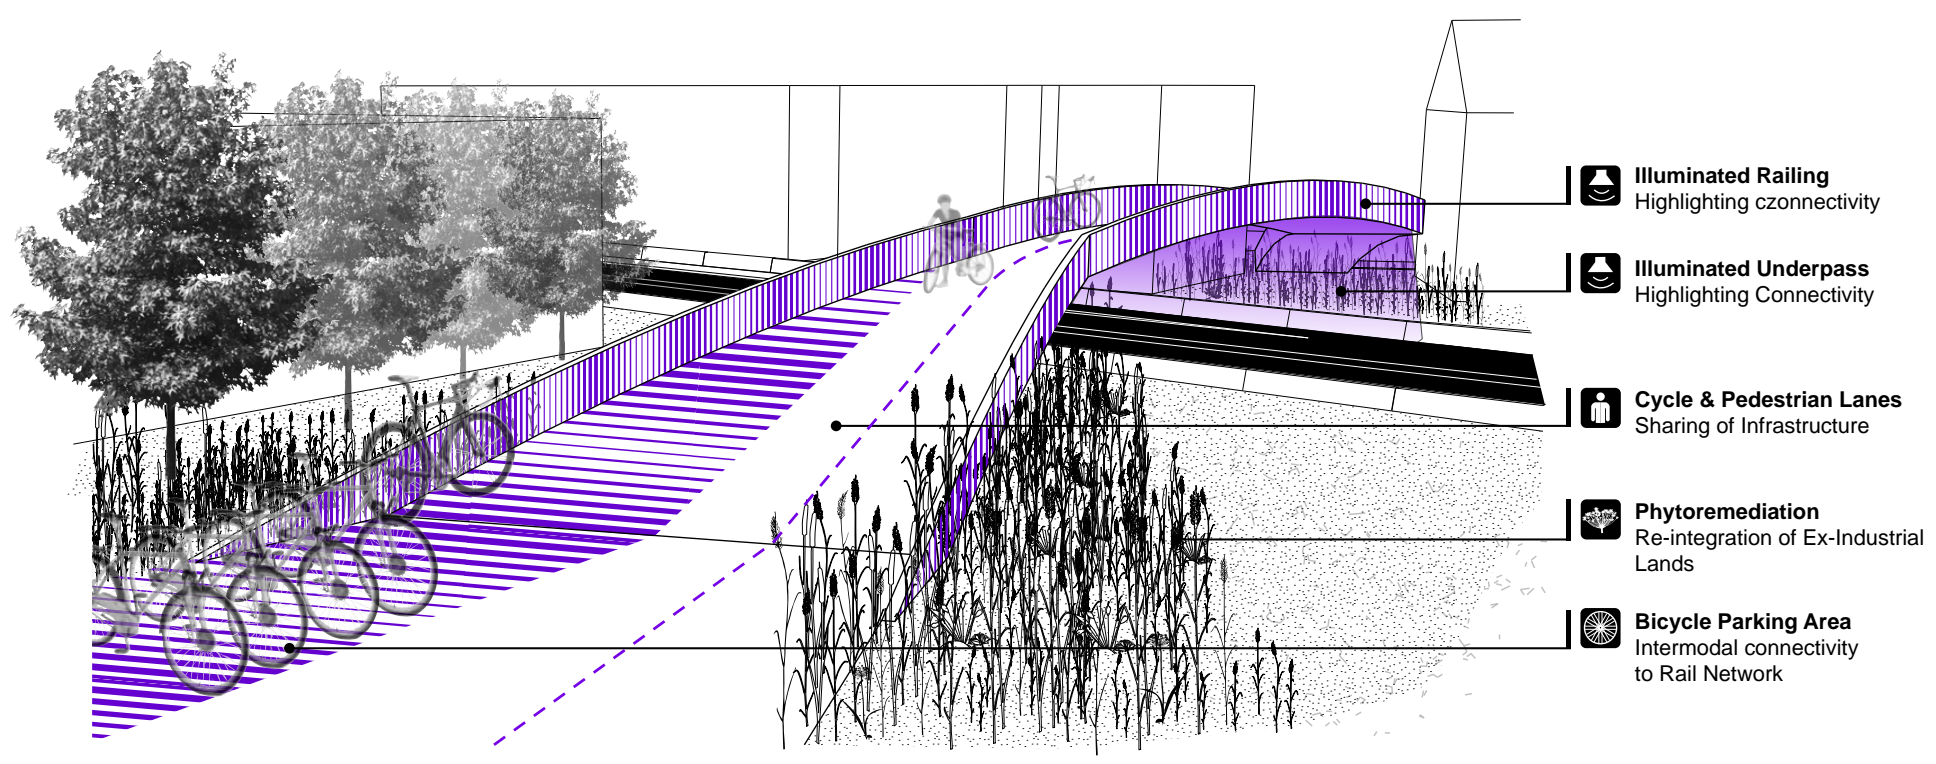 Illuminated Railing
Highlighting czonnectivity
Illuminated Underpass
Highlighting Connectivity
Cycle & Pedestrian Lanes
Sharing of Infrastructure
Phytoremediation
Re-integration of Ex-Industrial
Lands
Bicycle Parking Area
Intermodal connectivity
to Rail Network